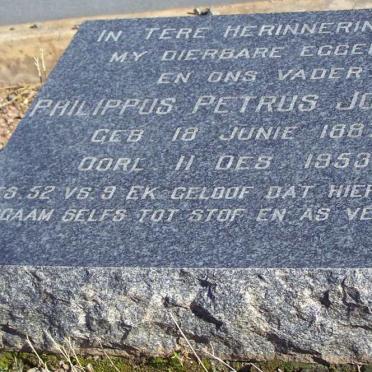 IN TERE HERINNERIN
MY DIERBARE EGGE
EN ONS VADER
PHILIPPUS PETRUS JO
GEB 18 JUNIE 188
OORL 11 DES 1953
52 VS 9 EK GELOOF DAT HIER
GAAM SELFS TOT STOF EN AS VE